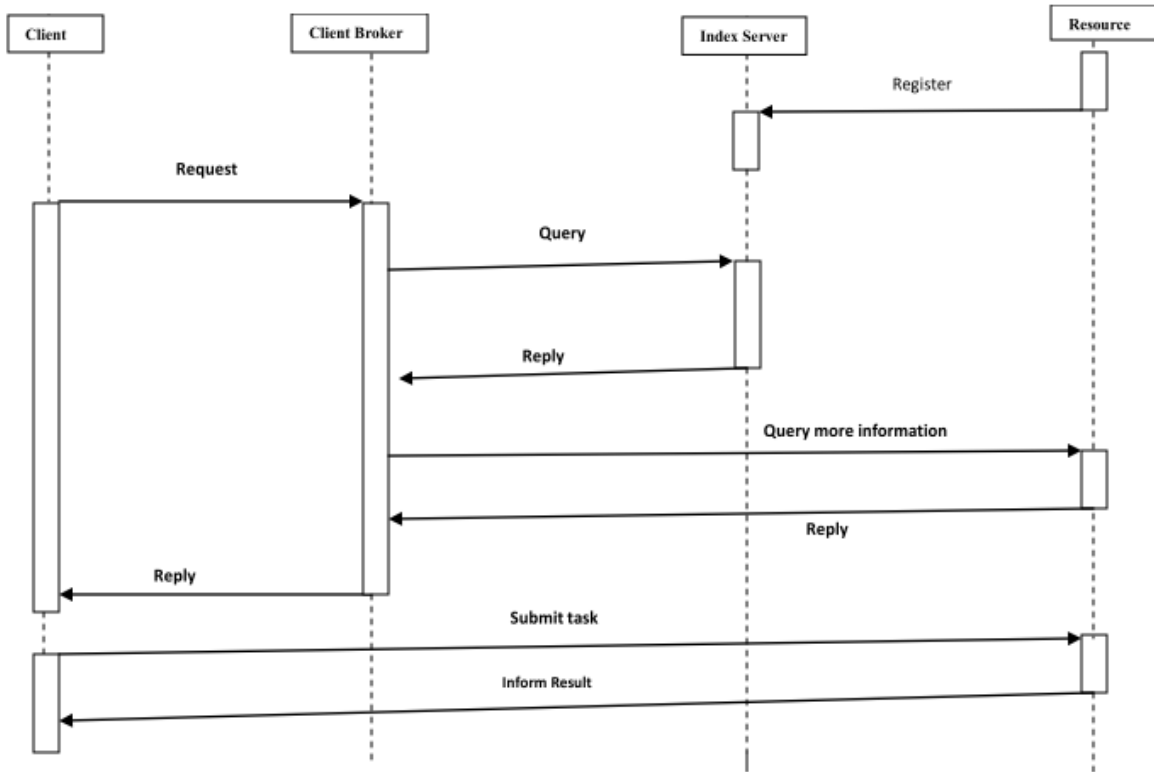 Client
Client Broker
Index Server
Resource
Register
Request
Query
Reply
Query more information
Reply
Reply
Submit task
Inform Result